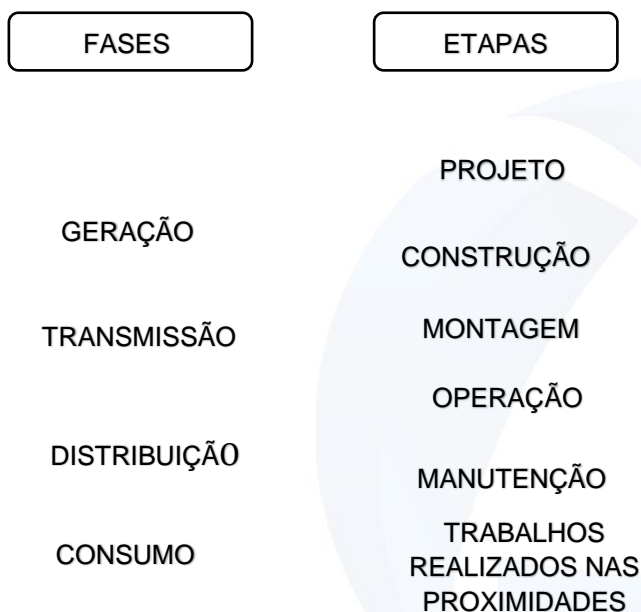 FASES
ETAPAS
GERAÇÃO
TRANSMISSÃO
DISTRIBUIÇÃO
CONSUMO
PROJETO
CONSTRUÇÃO
MONTAGEM
OPERAÇÃO
MANUTENÇÃO
TRABALHOS
REALIZADOS NAS
PROXIMIDADES